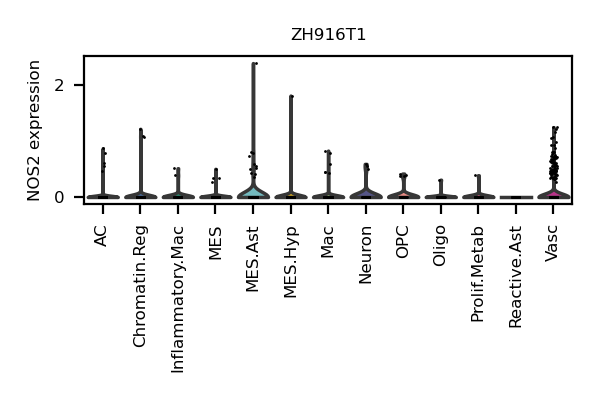 ZH916T1
NOS2 expression
2
0
AC
Chromatin.Reg
Inflammatory.Mac
MES
MES.Ast
MES.Hyp
Mac
Neuron
OPC
Oligo
Prolif.Metab
Reactive.Ast
Vasc